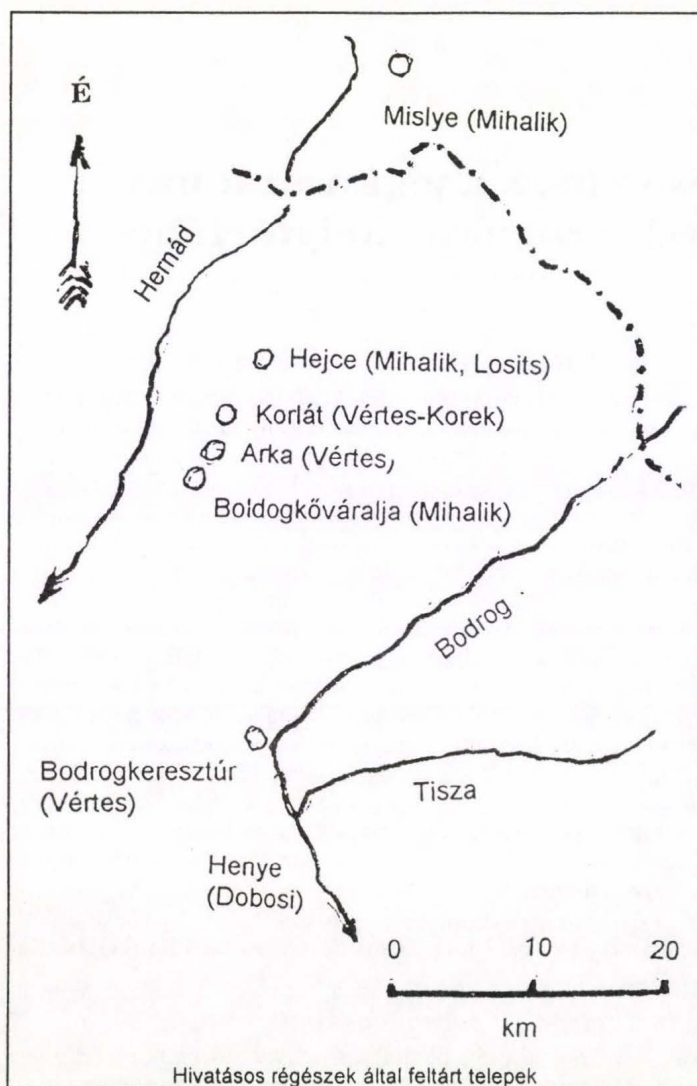 É
Mislye (Mihalik)
Hernád
Hejce (Mihalik, Losits)
Korlát (Vértes-Korek)
Arka (Vértes)
Boldogkőváralja (Mihalik)
Bodrog
Bodrogkeresztúr
(Vértes)
Tisza
Henye
(Dobosi)
0 10 20
km
Hivatásos régészek által feltárt telepek